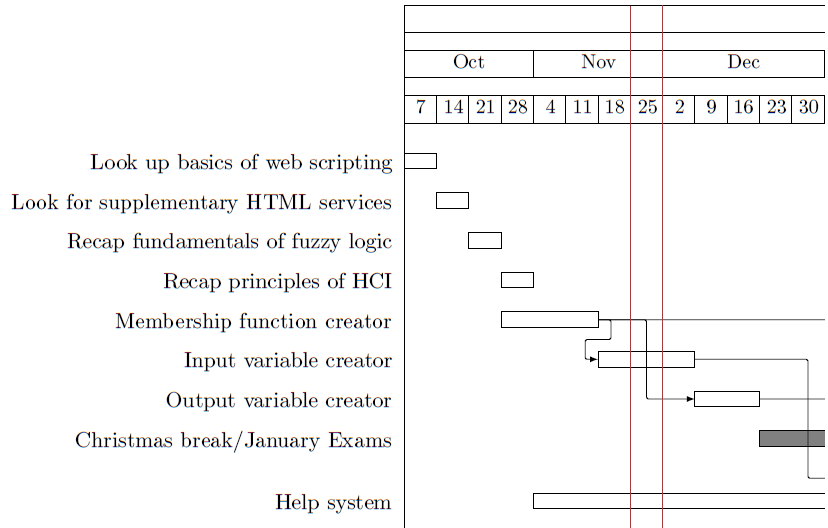 Oct Nov Dec
7 14 21 28 4 11 18 25 2 9 16 23 30
Look up basics of web scripting
Look for supplementary HTML services
Recap fundamentals of fuzzy logic
Recap principles of HCI
Membership function creator
Input variable creator
Output variable creator
Christmas break/January Exams
Help system